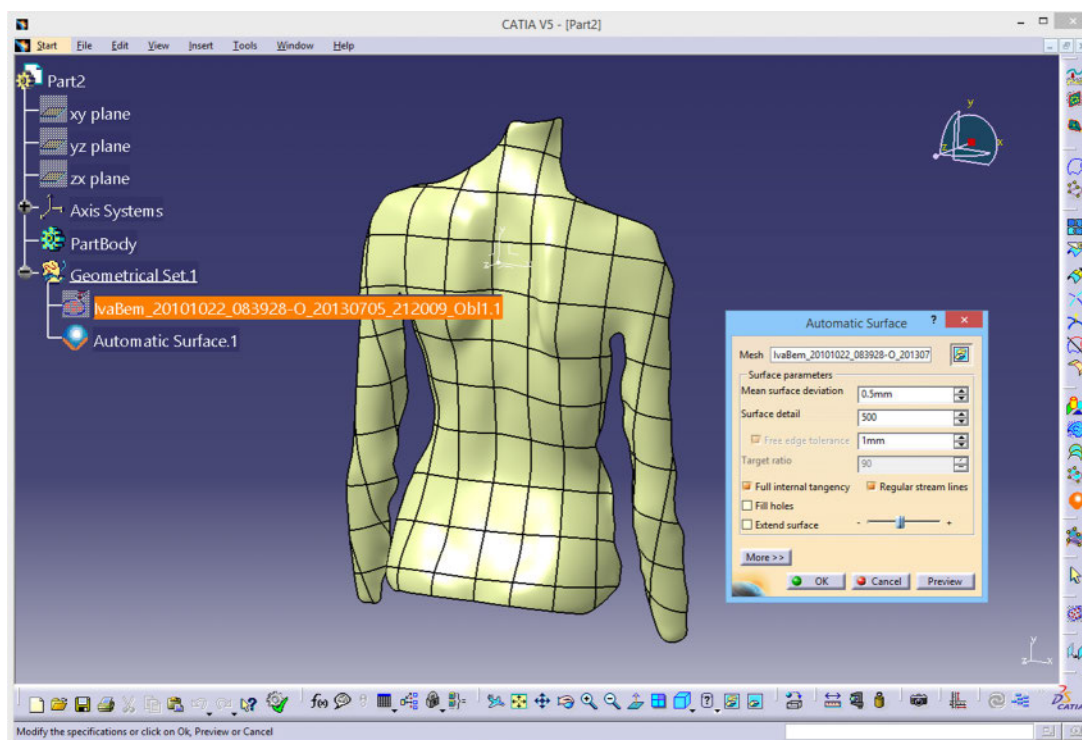 CATIA V5 - [Part2]
Start File Edit View Insert Tools Window Help
Part2
xy plane
yz plane
zx plane
Axis Systems
PartBody
Geometrical Set.1
IvaBem_20101022_083928-O_20130705_212009_Obl1.1
Automatic Surface.1
y
z x
Automatic Surface ?
Mesh IvaBem_20101022_083928-O_201307
Surface parameters
Mean surface deviation 0.5mm
Surface detail 500
Free edge tolerance 1mm
Target ratio 90
Full internal tangency Regular stream lines
Fill holes
Extend surface - +
More >>
OK Cancel Preview
y
z x
f(x)
CATIA
Modify the specifications or click on Ok, Preview or Cancel